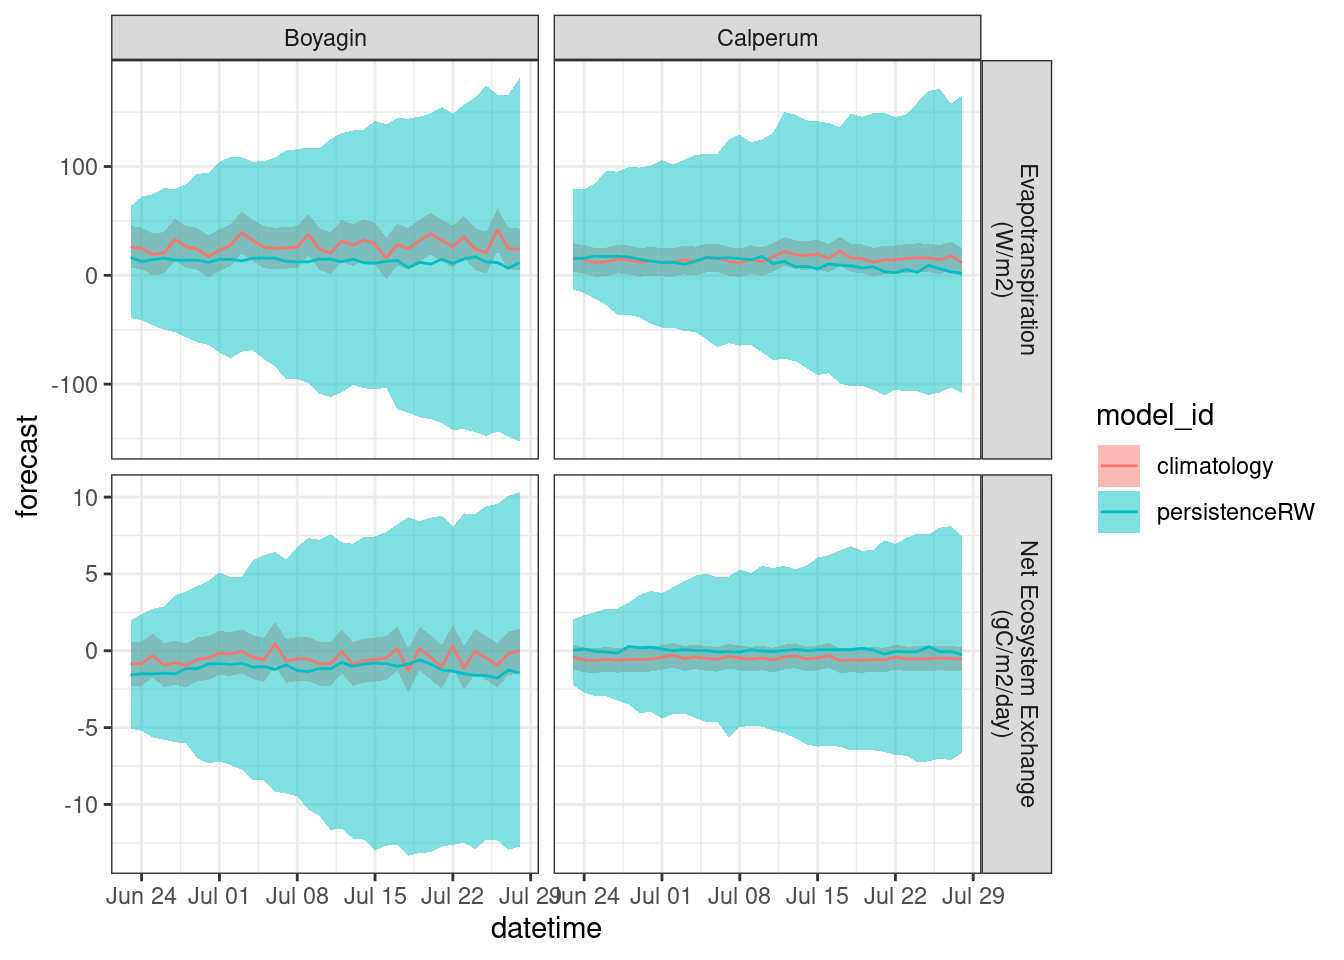 Boyagin
Calperum
100
0
-100
Evapotranspiration
(W/m2)
forecast
10
5
0
-5
-10
Net Ecosystem Exchange
(gC/m2/day)
Jun 24 Jul 01 Jul 08 Jul 15 Jul 22 Jul 29
Jun 24 Jul 01 Jul 08 Jul 15 Jul 22 Jul 29
datetime
model_id
climatology
persistenceRW